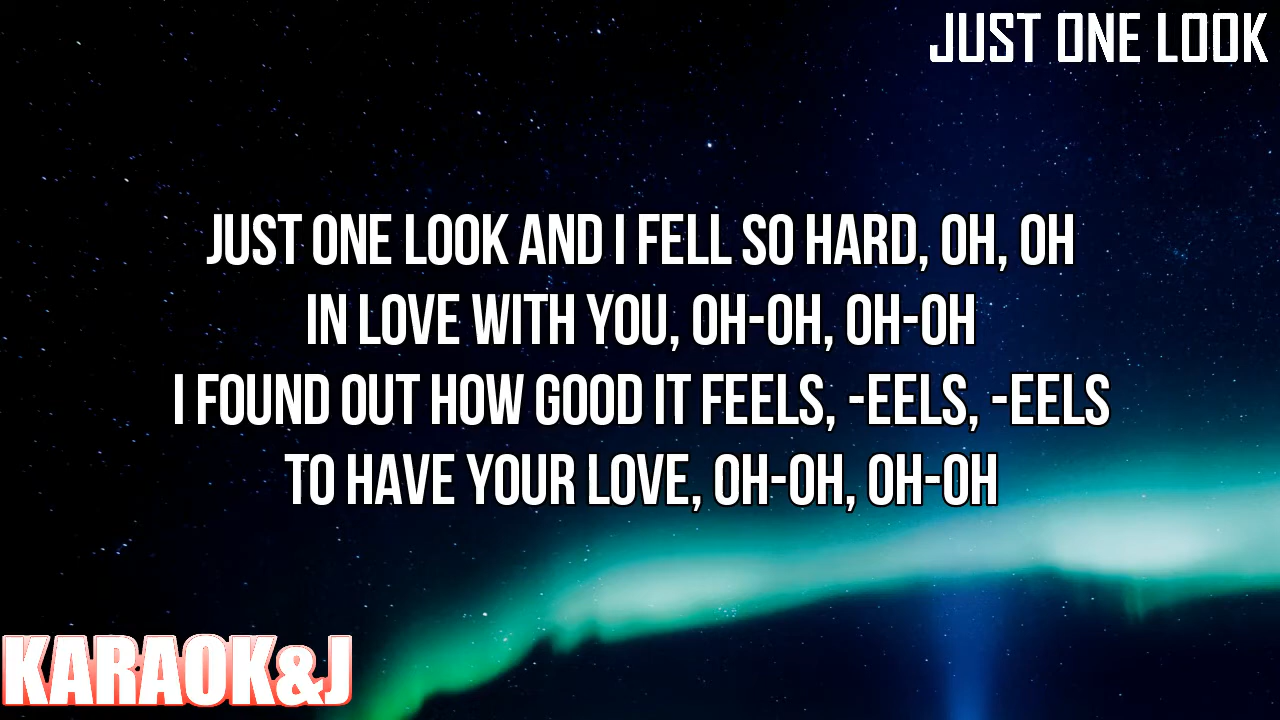 JUST ONE LOOK
JUST ONE LOOK AND I FELL SO HARD, OH, OH
IN LOVE WITH YOU, OH-OH, OH-OH
I FOUND OUT HOW GOOD IT FEELS, -EELS, -EELS
TO HAVE YOUR LOVE, OH-OH, OH-OH
KARAOK&J